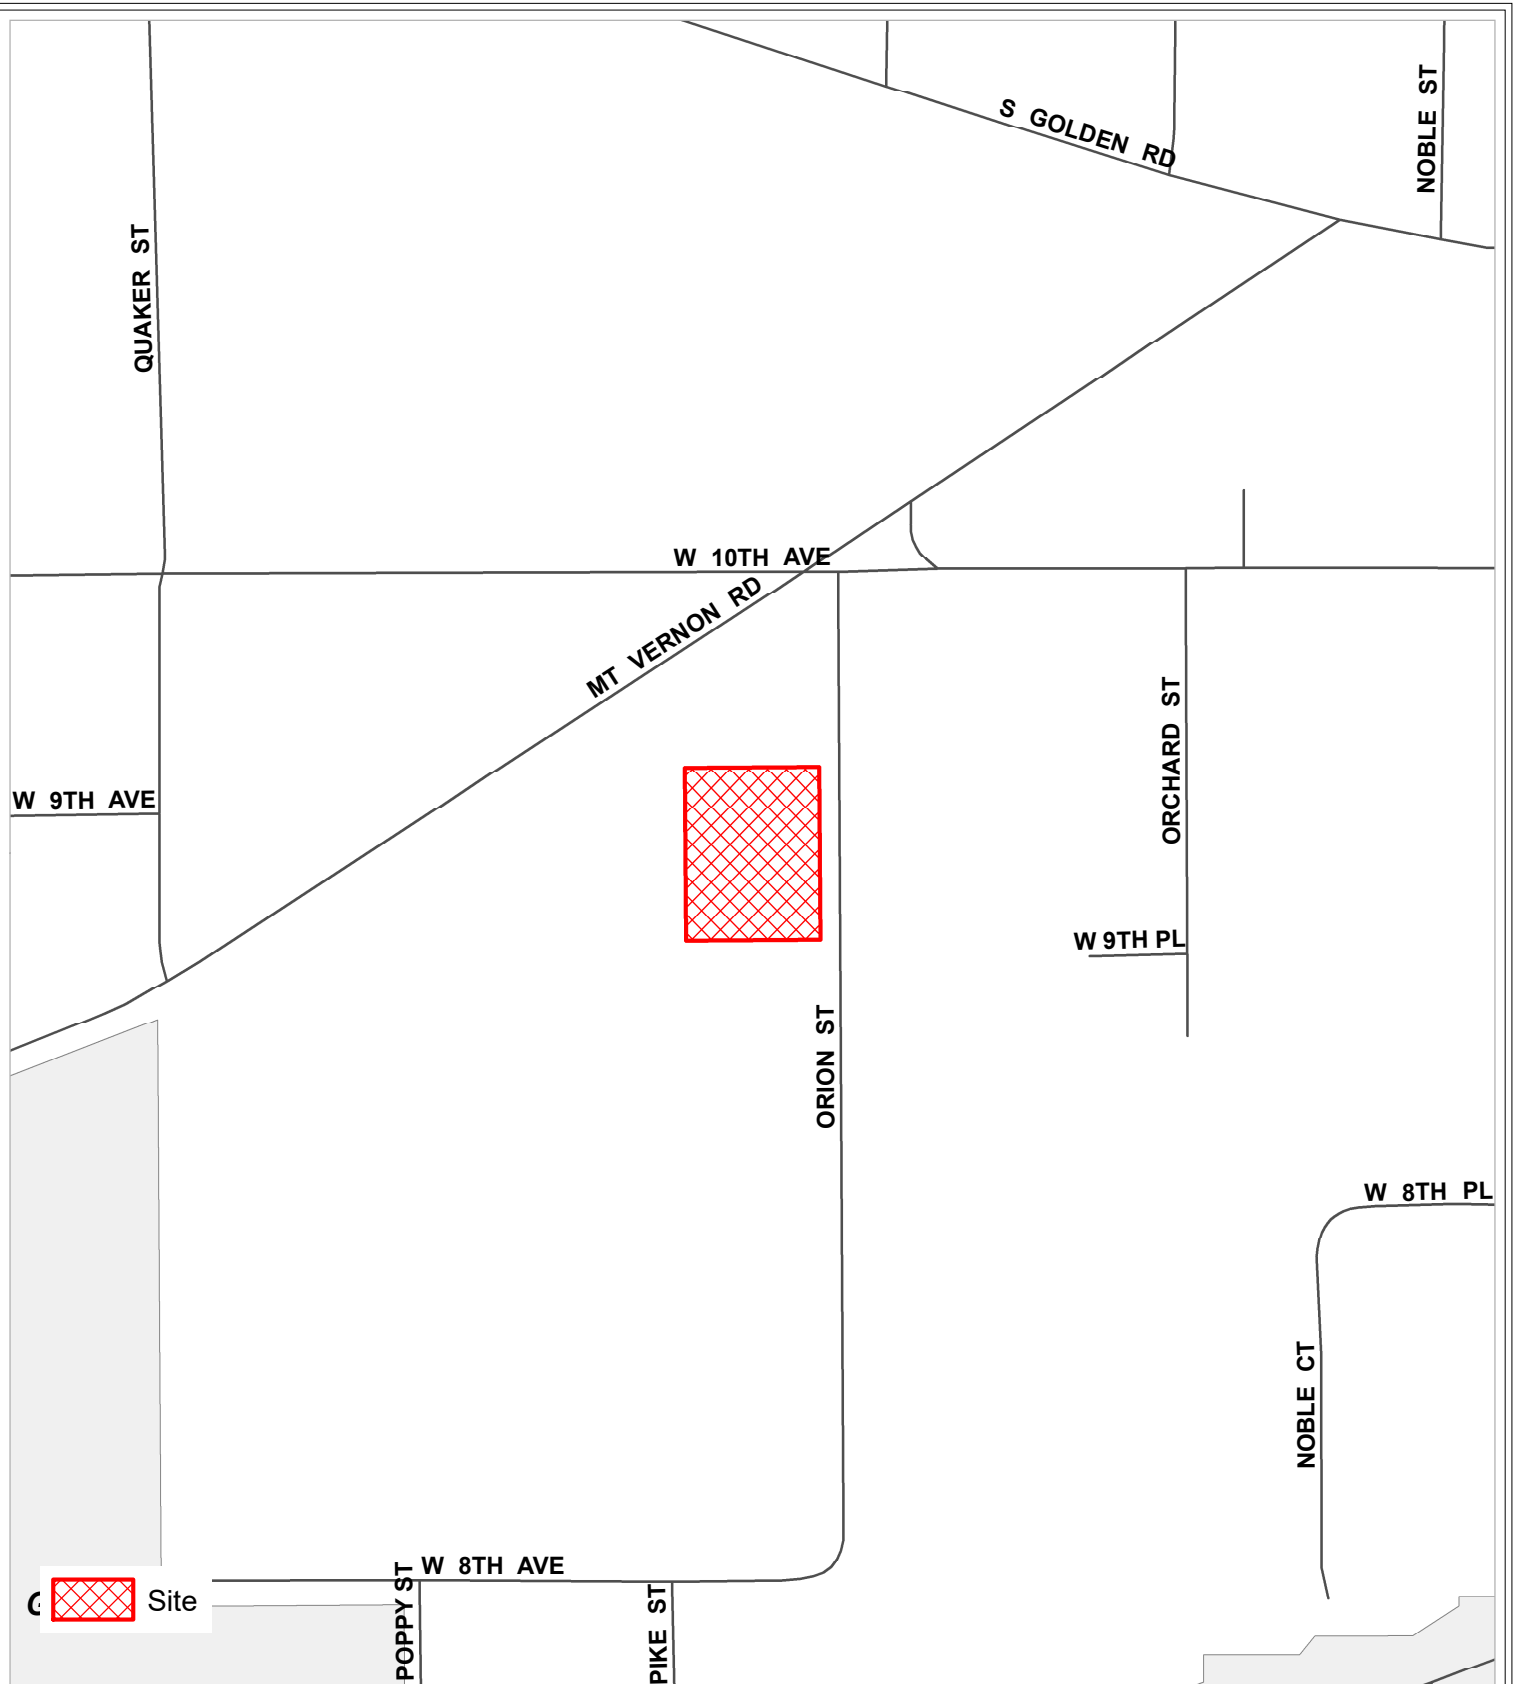 S GOLDEN RD
NOBLE ST
QUAKER ST
W 10TH AVE
MT VERNON RD
ORCHARD ST
W 9TH AVE
W 9TH PL
ORION ST
W 8TH PL
NOBLE CT
W 8TH AVE
POPPY ST
PIKE ST
Site